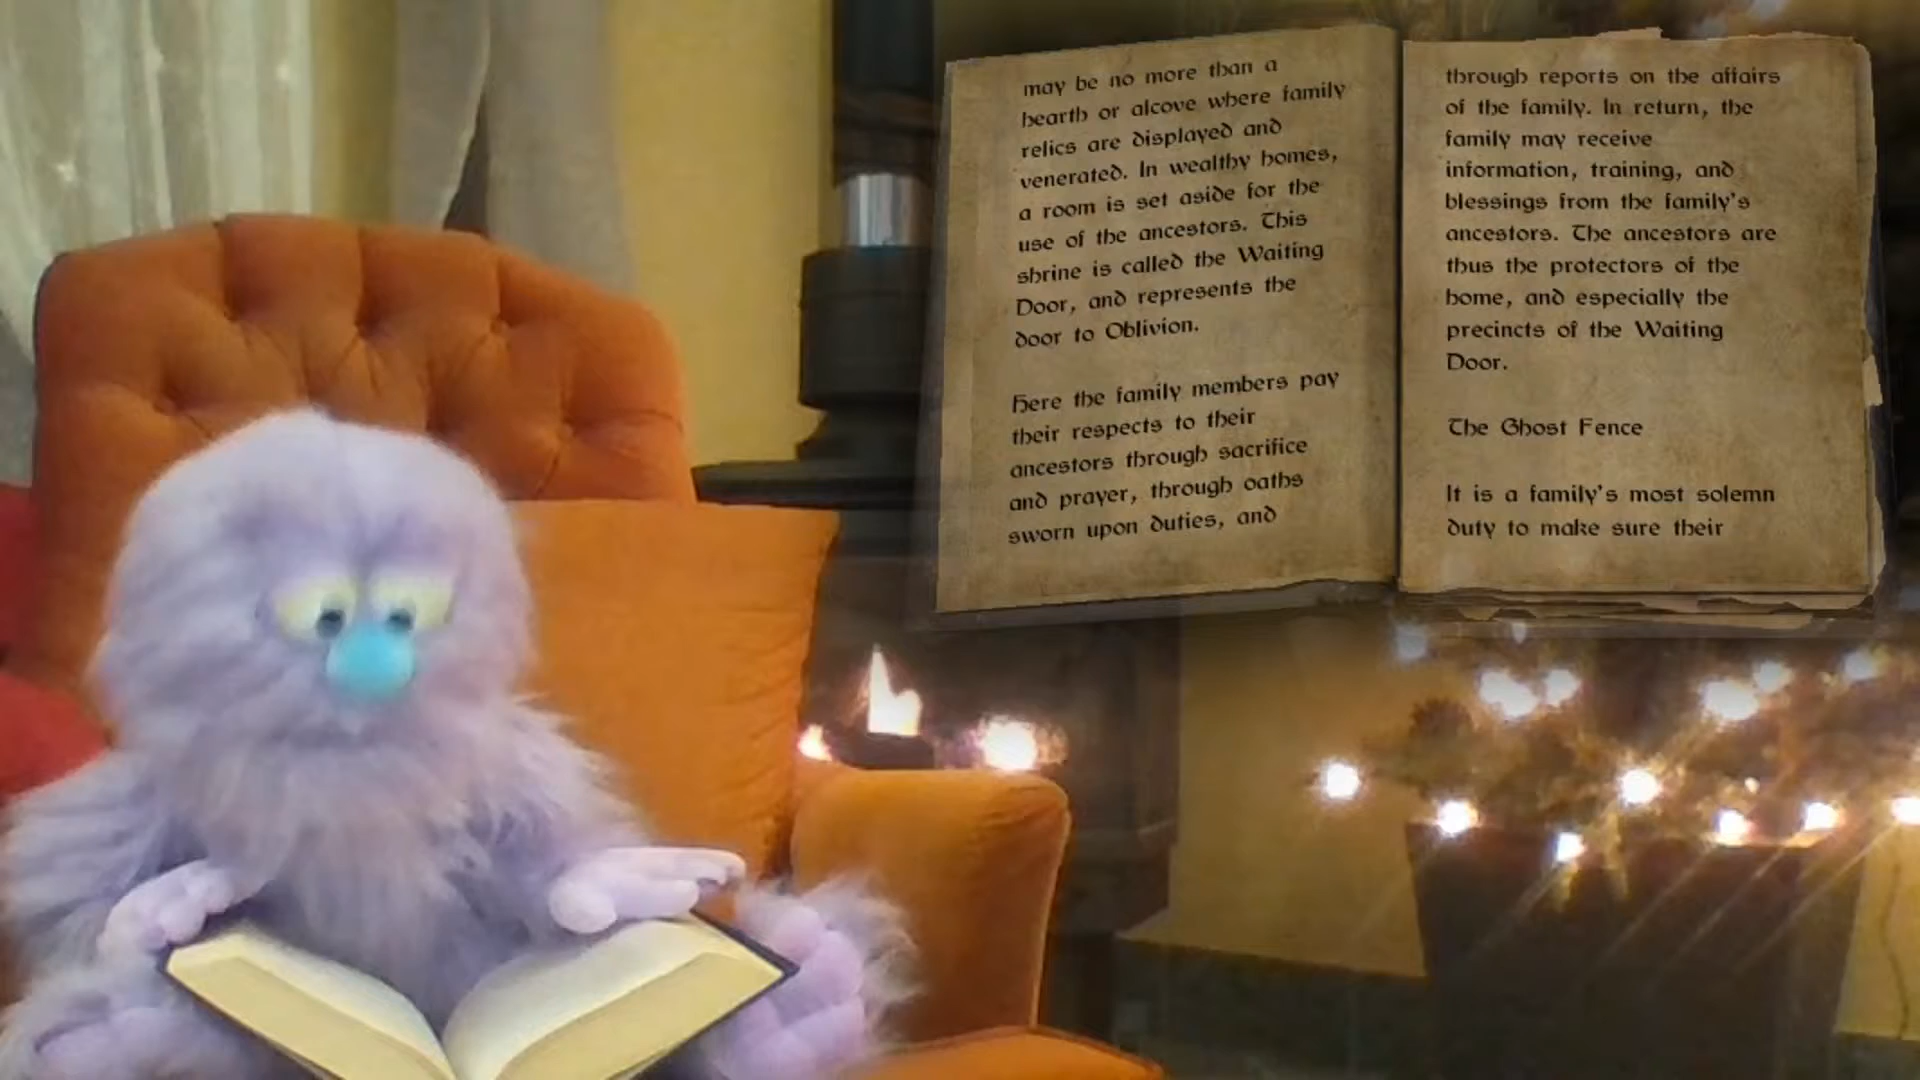 may be no more than a
hearth or alcove where family
relics are displayed and
venerated. In wealthy homes,
a room is set aside for the
use of the ancestors. This
shrine is called the Waiting
Door, and represents the
door to Oblivion.
Here the family members pay
their respects to their
ancestors through sacrifice
and prayer, through oaths
sworn upon duties, and
through reports on the affairs
of the family. In return, the
family may receive
information, training, and
blessings from the family's
ancestors. The ancestors are
thus the protectors of the
home, and especially the
precincts of the Waiting
Door.
The Ghost Fence
It is a family's most solemn
duty to make sure their